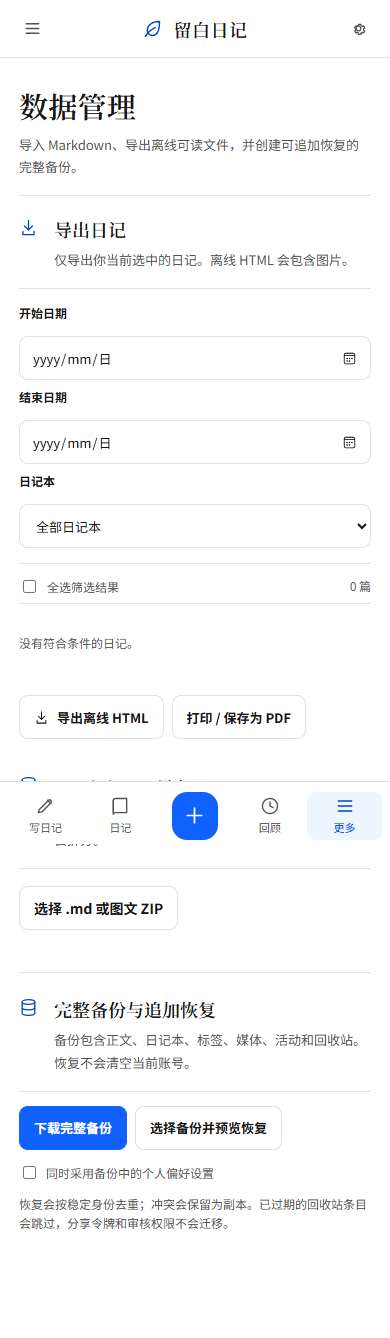 留白日记
数据管理
导入 Markdown、导出离线可读文件，并创建可追加恢复的
完整备份。
导出日记
仅导出你当前选中的日记。离线 HTML 会包含图片。
开始日期
yyyy/mm/日
结束日期
yyyy/mm/日
日记本
全部日记本
全选筛选结果
0 篇
没有符合条件的日记。
导出离线 HTML
打印 / 保存为 PDF
写日记
日记
回顾
更多
选择 .md 或图文 ZIP
完整备份与追加恢复
备份包含正文、日记本、标签、媒体、活动和回收站。
恢复不会清空当前账号。
下载完整备份
选择备份并预览恢复
同时采用备份中的个人偏好设置
恢复会按稳定身份去重；冲突会保留为副本。已过期的回收站条目
会跳过，分享令牌和审核权限不会迁移。